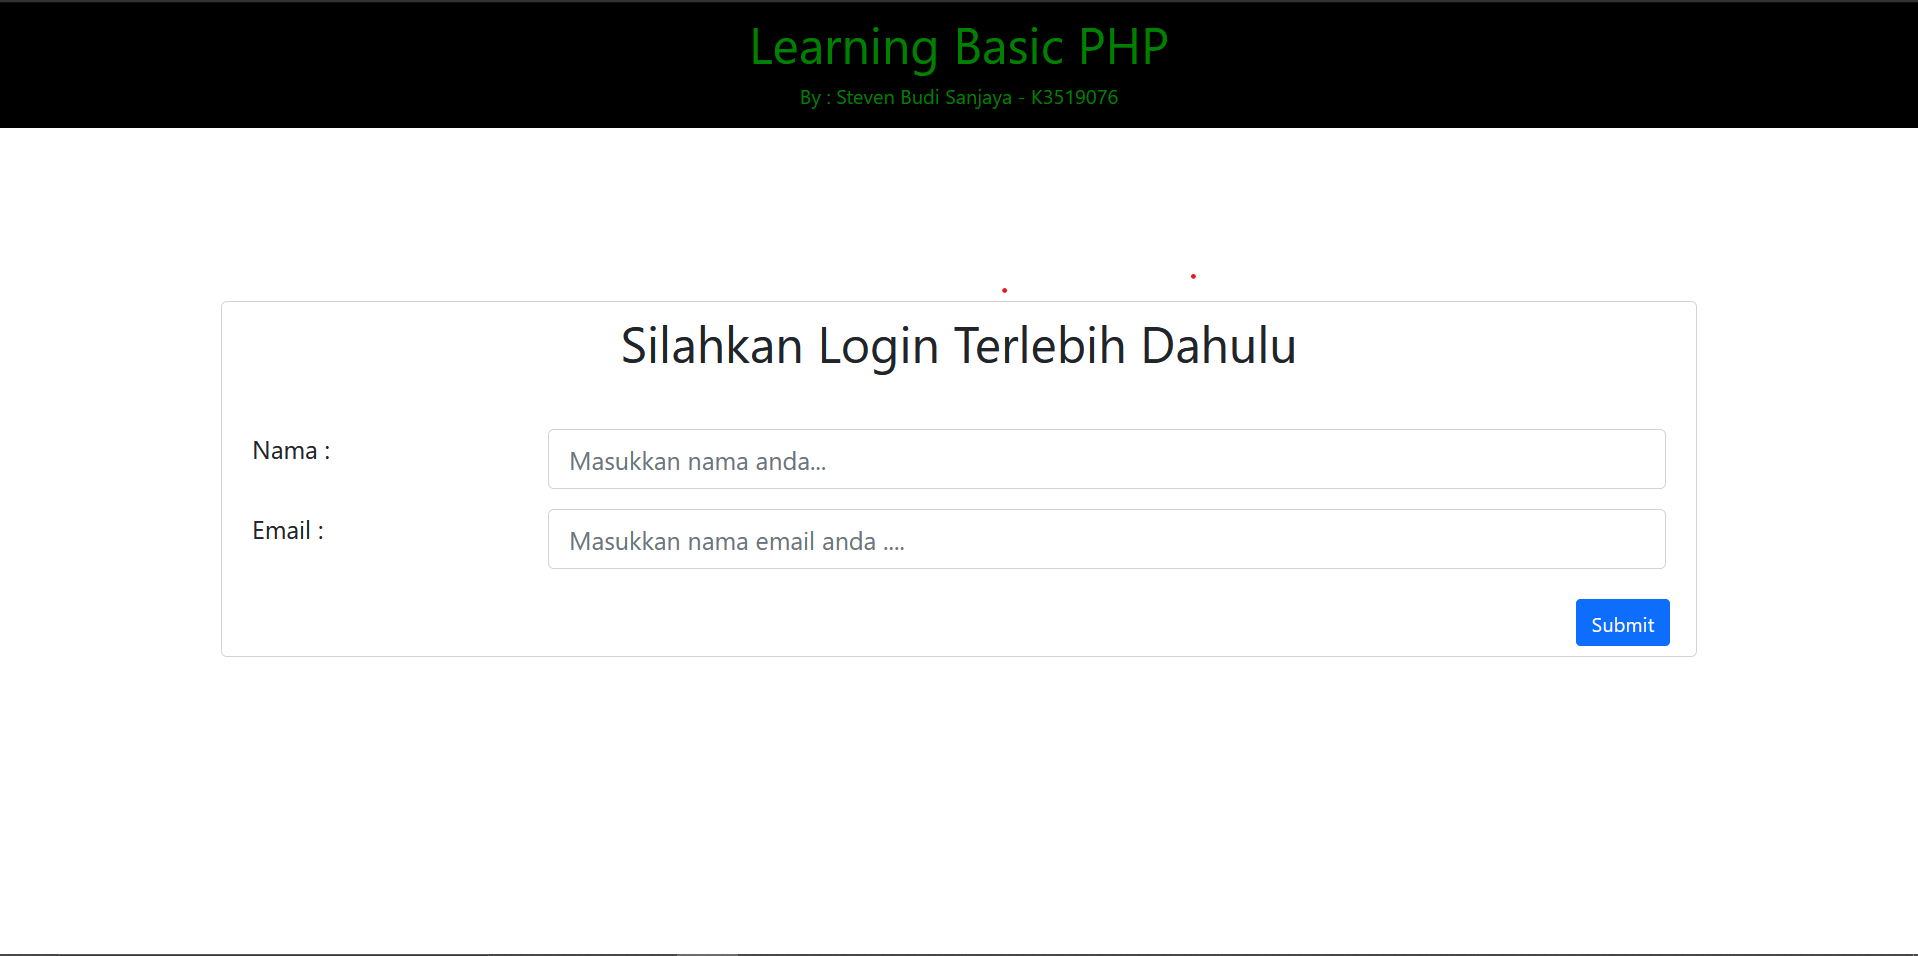 Learning Basic PHP
By : Steven Budi Sanjaya - K3519076
Silahkan Login Terlebih Dahulu
Nama :
Masukkan nama anda...
Email :
Masukkan nama email anda ....
Submit